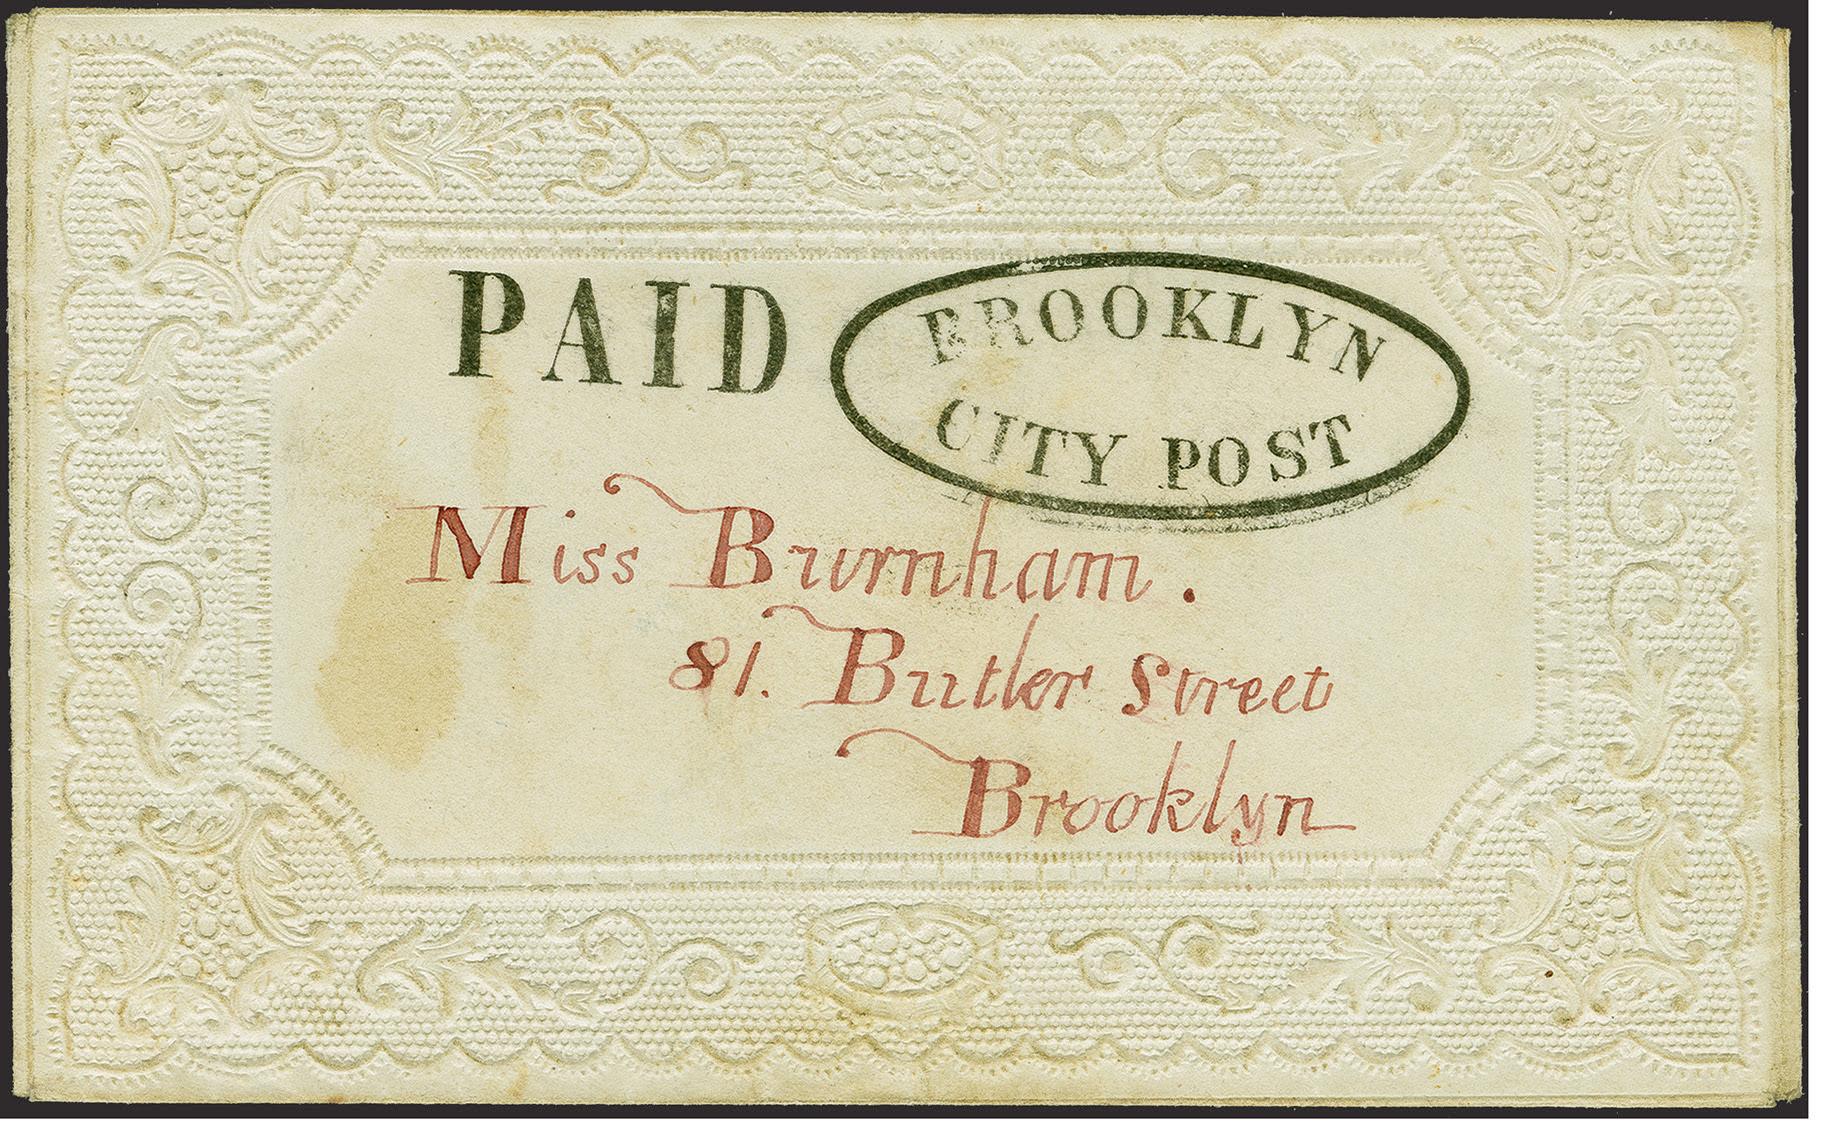 PAID
BROOKLYN
CITY POST
Miss Burnham.
81. Butler Street
Brooklyn